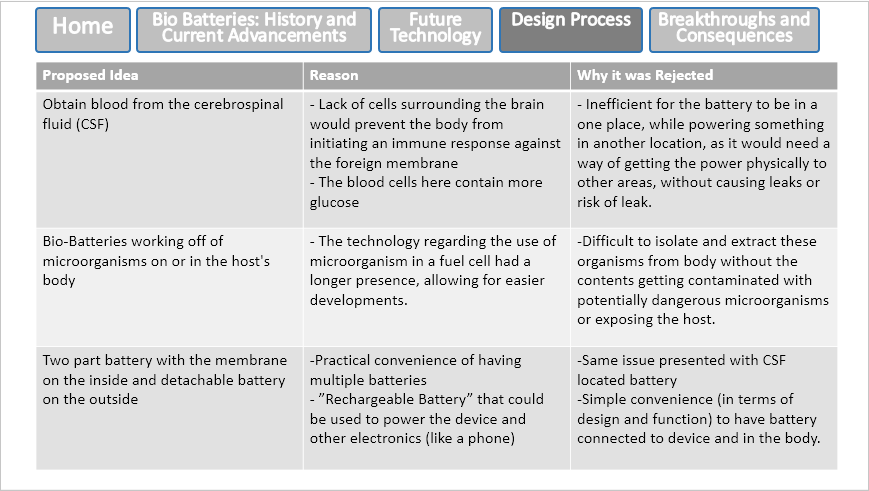 Home
Bio Batteries: History and
Current Advancements
Future
Technology
Design Process
Breakthroughs and
Consequences
Proposed Idea
Reason
Why it was Rejected
Obtain blood from the cerebrospinal
fluid (CSF)
- Lack of cells surrounding the brain
would prevent the body from
initiating an immune response against
the foreign membrane
- The blood cells here contain more
glucose
- Inefficient for the battery to be in a
one place, while powering something
in another location, as it would need a
way of getting the power physically to
other areas, without causing leaks or
risk of leak.
Bio-Batteries working off of
microorganisms on or in the host's
body
- The technology regarding the use of
microorganism in a fuel cell had a
longer presence, allowing for easier
developments.
-Difficult to isolate and extract these
organisms from body without the
contents getting contaminated with
potentially dangerous microorganisms
or exposing the host.
Two part battery with the membrane
on the inside and detachable battery
on the outside
-Practical convenience of having
multiple batteries
- ”Rechargeable Battery” that could
be used to power the device and
other electronics (like a phone)
-Same issue presented with CSF
located battery
-Simple convenience (in terms of
design and function) to have battery
connected to device and in the body.